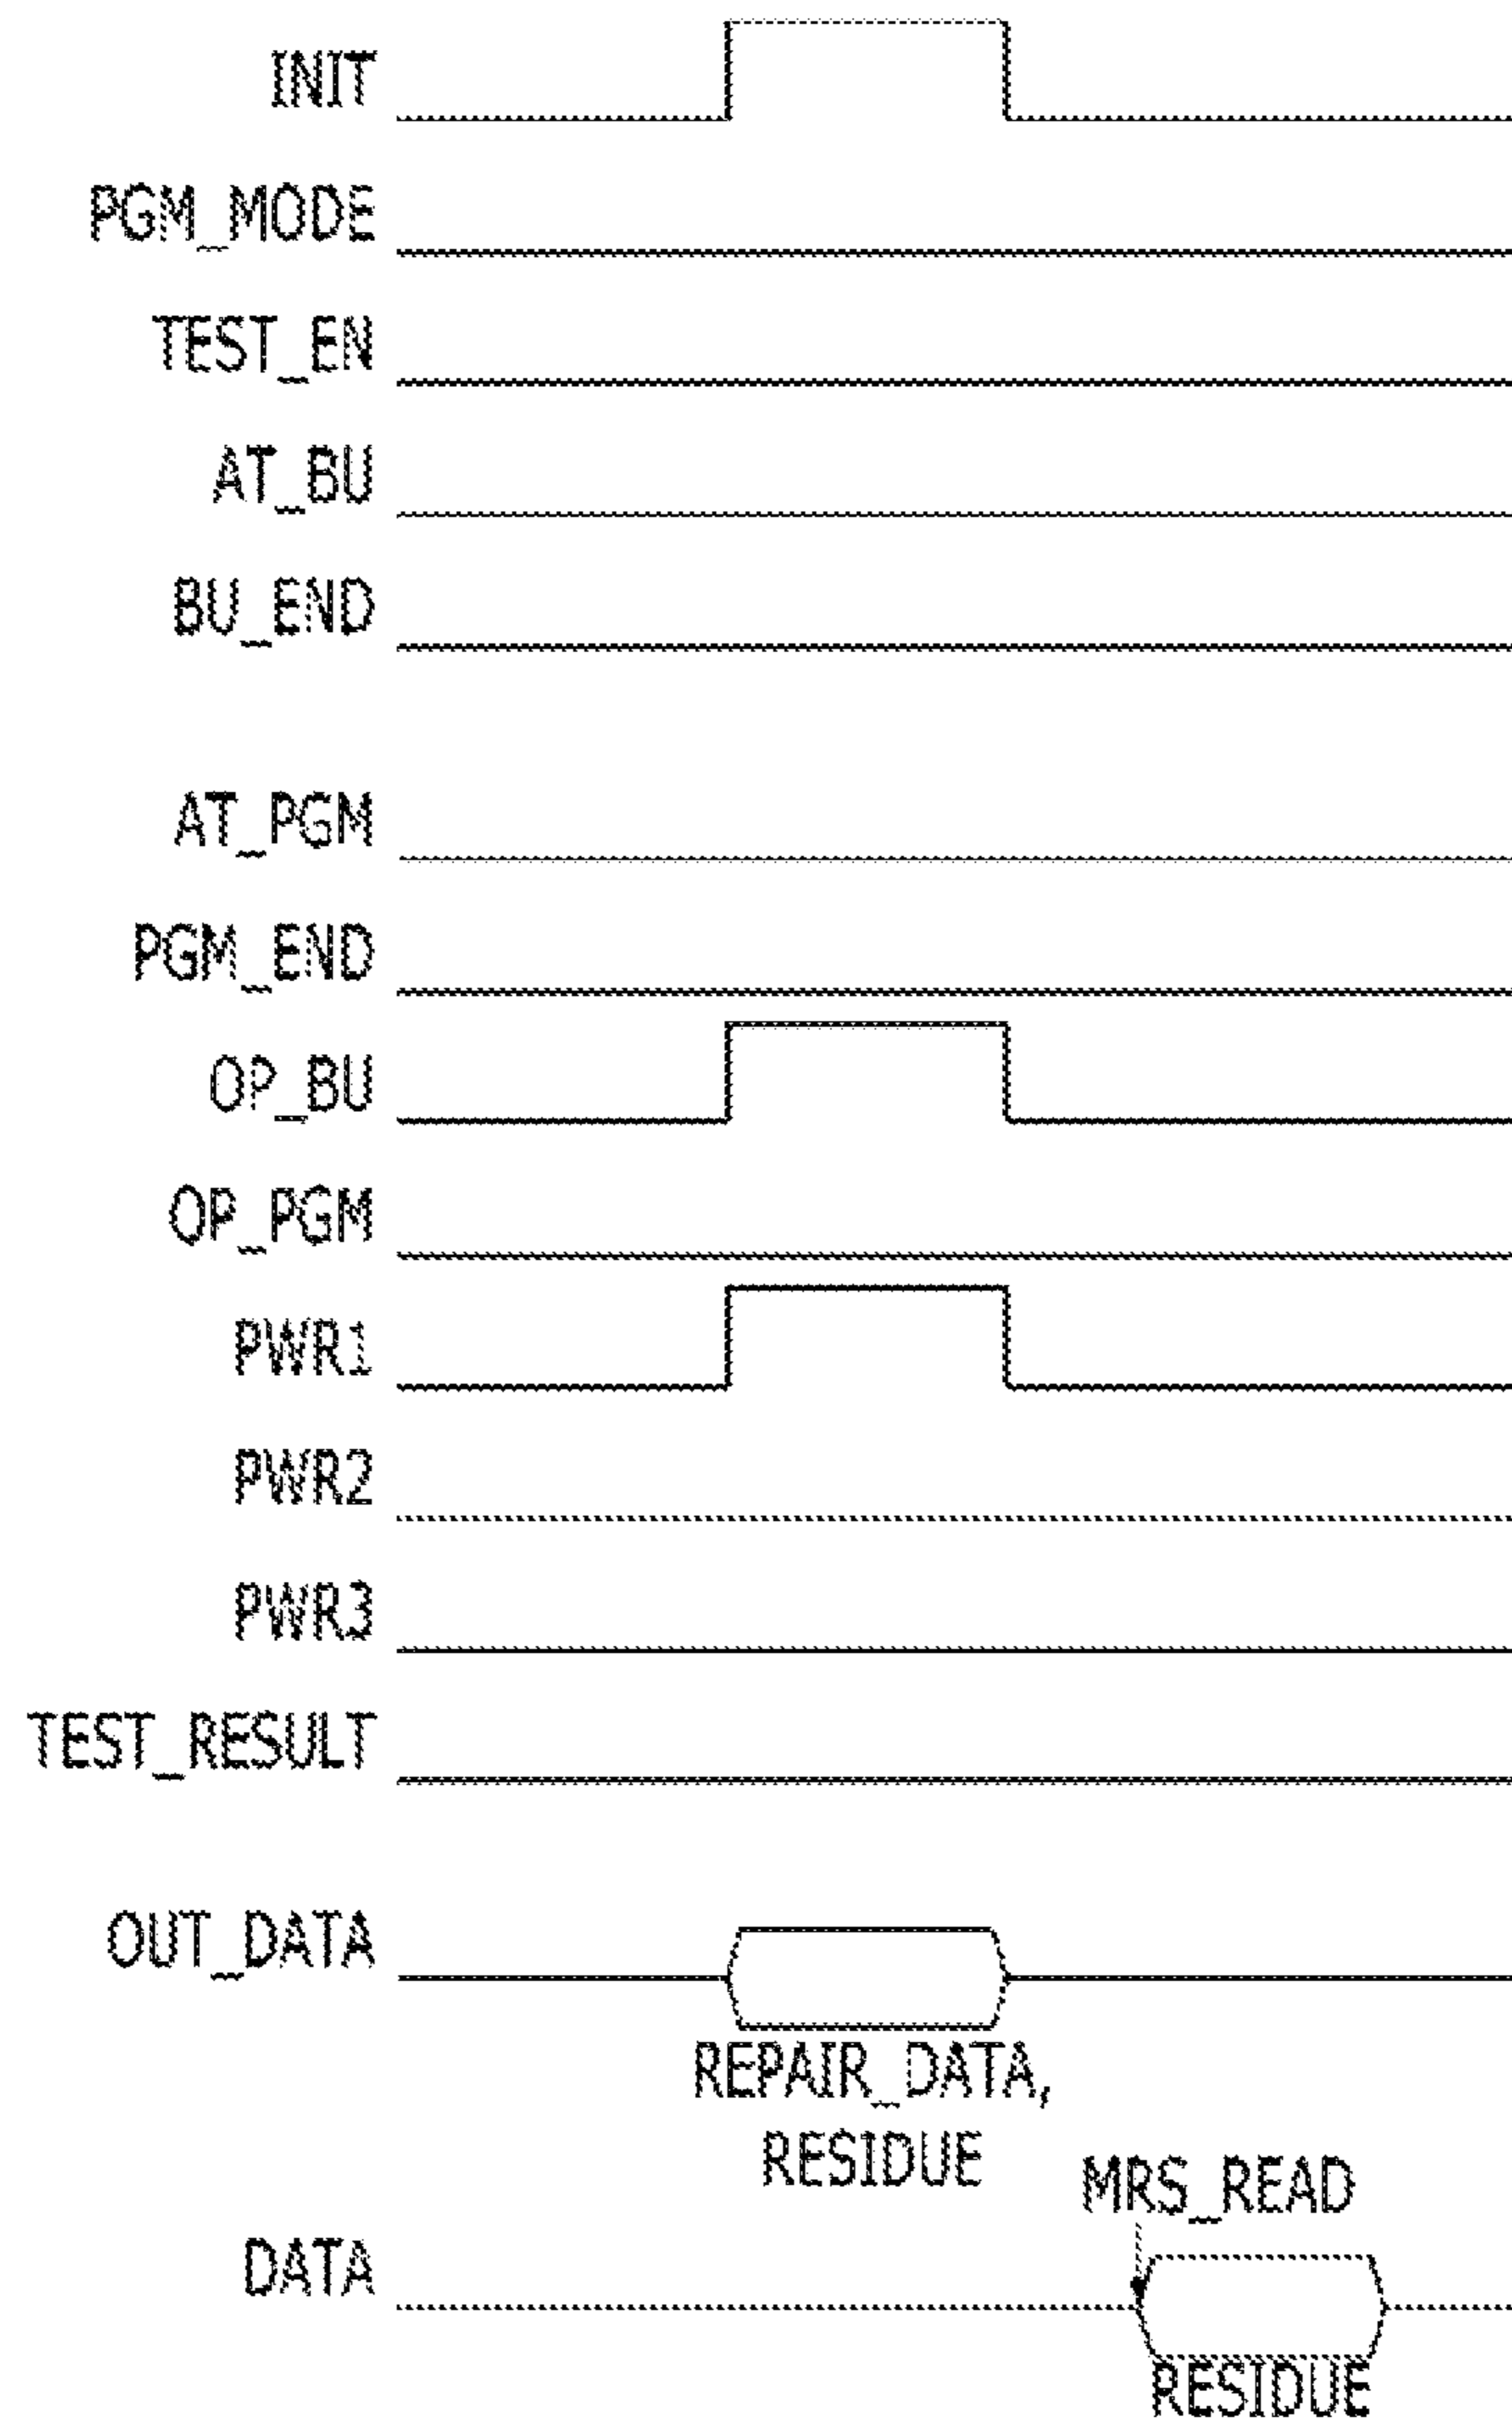 INIT
PGM_MODE
TEST_EN
AT_BU
BU_END
AT_PGM
PGM_END
OP_BU
OP_PGM
PWR1
PWR2
PWR3
TEST_RESULT
OUT_DATA
REPAIR_DATA,
RESIDUE
MRS_READ
DATA
RESIDUE